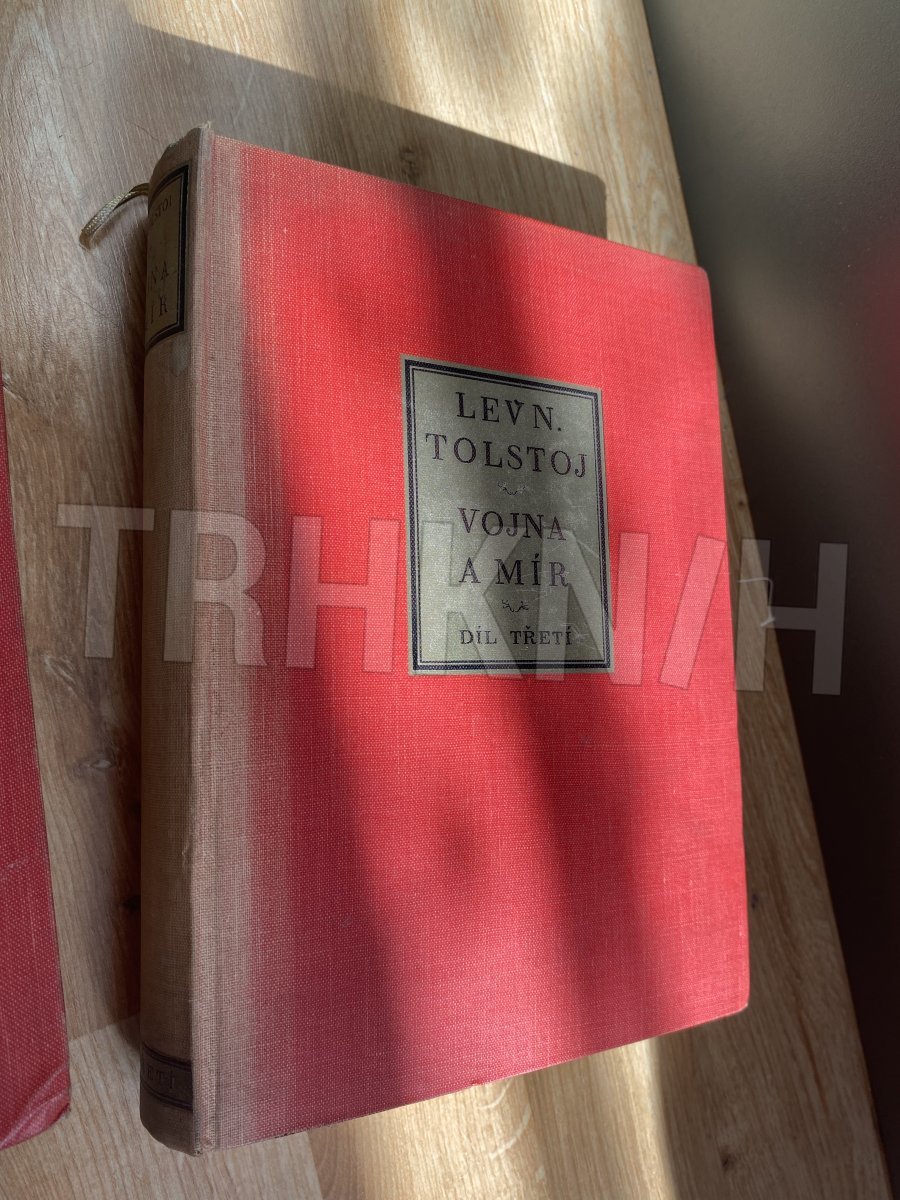 LEV N.
TOLSTOJ
VOJNA
A MÍR
DÍL TŘETÍ
TRHKNIH